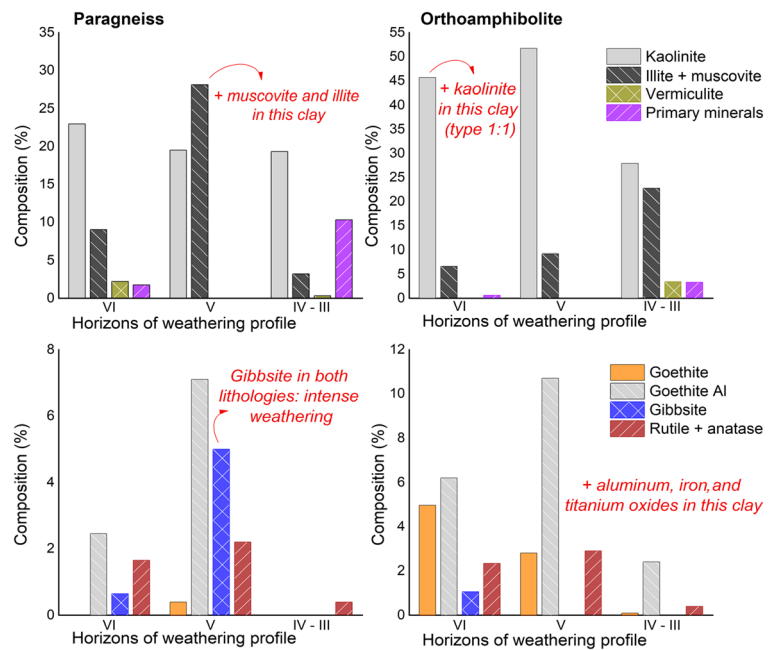 Paragneiss
35
30
25
20
15
10
5
0
Composition (%)
+ muscovite and illite
in this clay
VI
V
IV - III
Horizons of weathering profile
Orthoamphibolite
55
50
45
40
35
30
25
20
15
10
5
0
Composition (%)
+ kaolinite
in this clay
(type 1:1)
Kaolinite
Illite + muscovite
Vermiculite
Primary minerals
VI
V
IV - III
Horizons of weathering profile
8
6
4
2
0
Composition (%)
Gibbsite in both
lithologies: intense
weathering
VI
V
IV - III
Horizons of weathering profile
12
10
8
6
4
2
0
Composition (%)
Goethite
Goethite Al
Gibbsite
Rutile + anatase
+ aluminum, iron,and
titanium oxides in this clay
VI
V
IV - III
Horizons of weathering profile